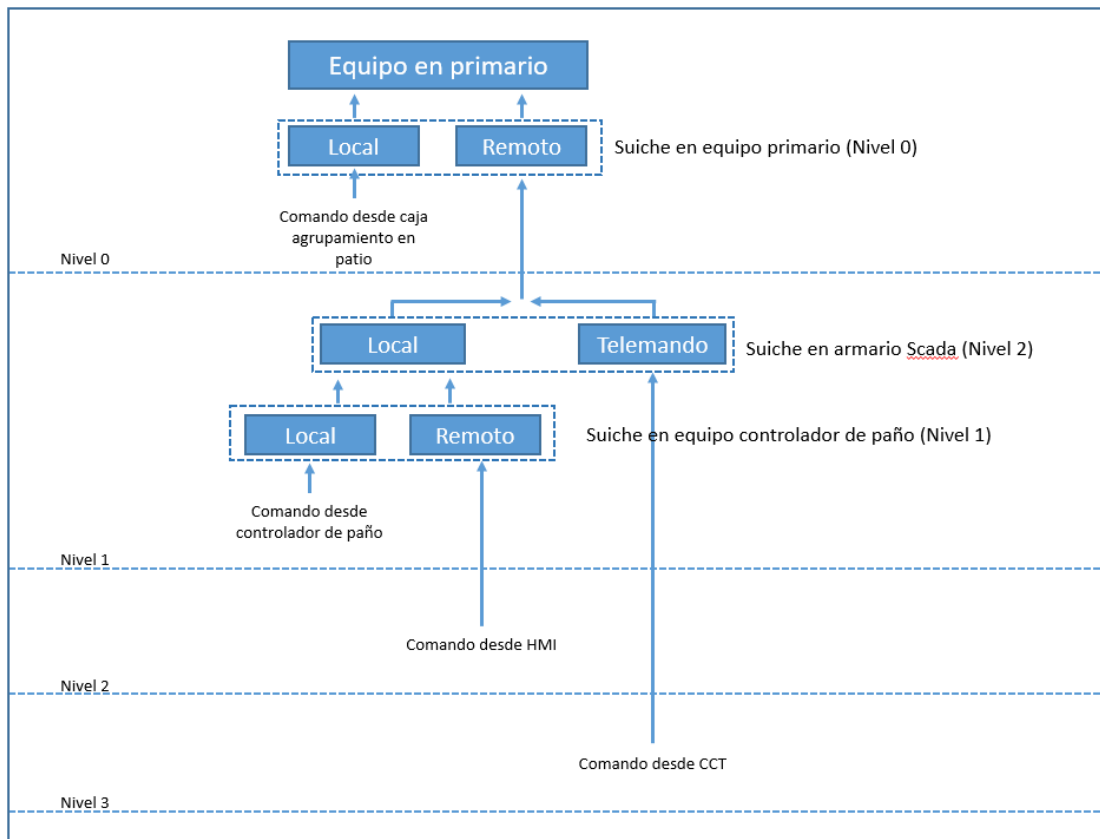 Equipo en primario
Local
Remoto
Suiche en equipo primario (Nivel 0)
Comando desde caja
agrupamiento en
patio
Nivel 0
Local
Telemando
Suiche en armario Scada (Nivel 2)
Local
Remoto
Suiche en equipo controlador de paño (Nivel 1)
Comando desde
controlador de paño
Nivel 1
Comando desde HMI
Nivel 2
Comando desde CCT
Nivel 3